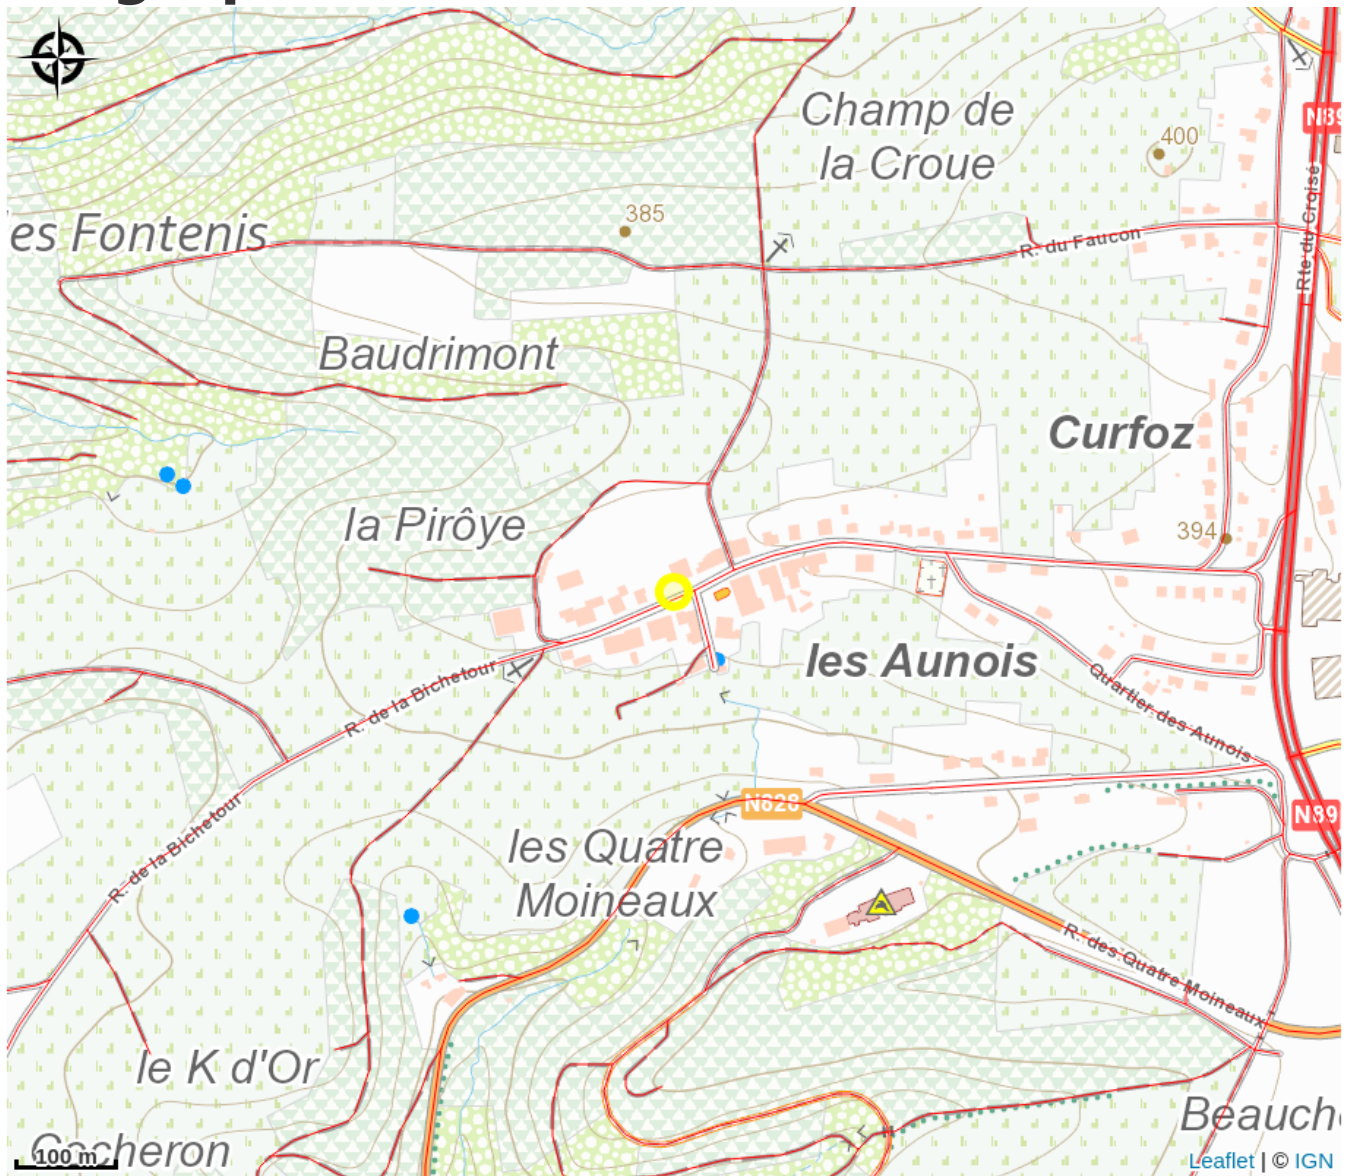 Champ de
la Croue
400
N89
385
es Fontenis
R. du Faucon
Rte du Croisé
Baudrimont
Curfoz
la Pirôye
394
les Aunois
R. de la Bichetour
Quartier des Aunois
N828
N89
R. de la Bichetour
les Quatre
Moineaux
R. des Quatre Moineaux
le K d'Or
Beauch
Cocheron
100 m
Leaflet | © IGN